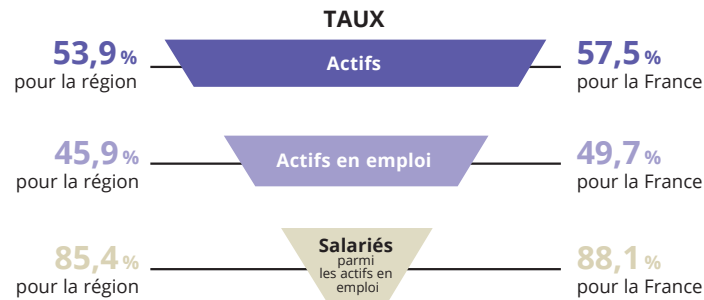 TAUX
53,9 %
pour la région
Actifs
57,5 %
pour la France
45,9 %
pour la région
Actifs en emploi
49,7 %
pour la France
85,4 %
pour la région
Salariés
parmi
les actifs en
emploi
88,1 %
pour la France